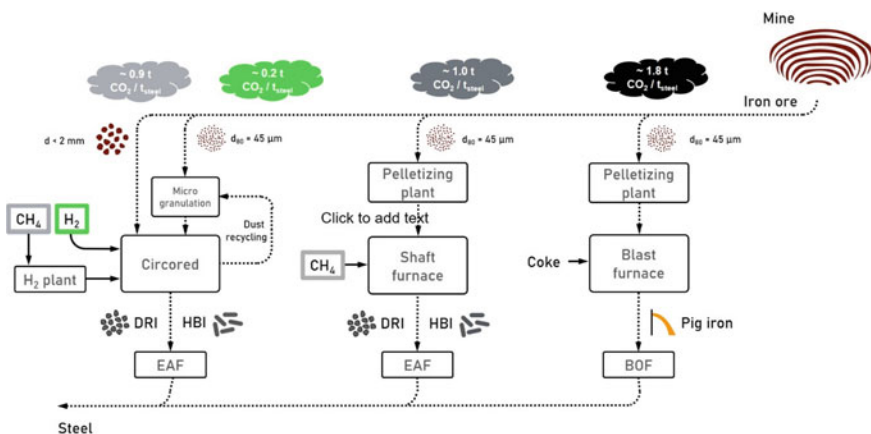 Mine
~ 0.9 t
CO₂ / tsteel
~ 0.2 t
CO₂ / tsteel
~ 1.0 t
CO₂ / tsteel
~ 1.8 t
CO₂ / tsteel
Iron ore
d < 2 mm
d₈₀ = 45 µm
d₈₀ = 45 µm
d₈₀ = 45 µm
Micro
granulation
Pelletizing
plant
Pelletizing
plant
Dust
recycling
Click to add text
CH₄
H₂
Circored
H₂ plant
CH₄
Shaft
furnace
Coke
Blast
furnace
DRI
HBI
DRI
HBI
Pig iron
EAF
EAF
BOF
Steel